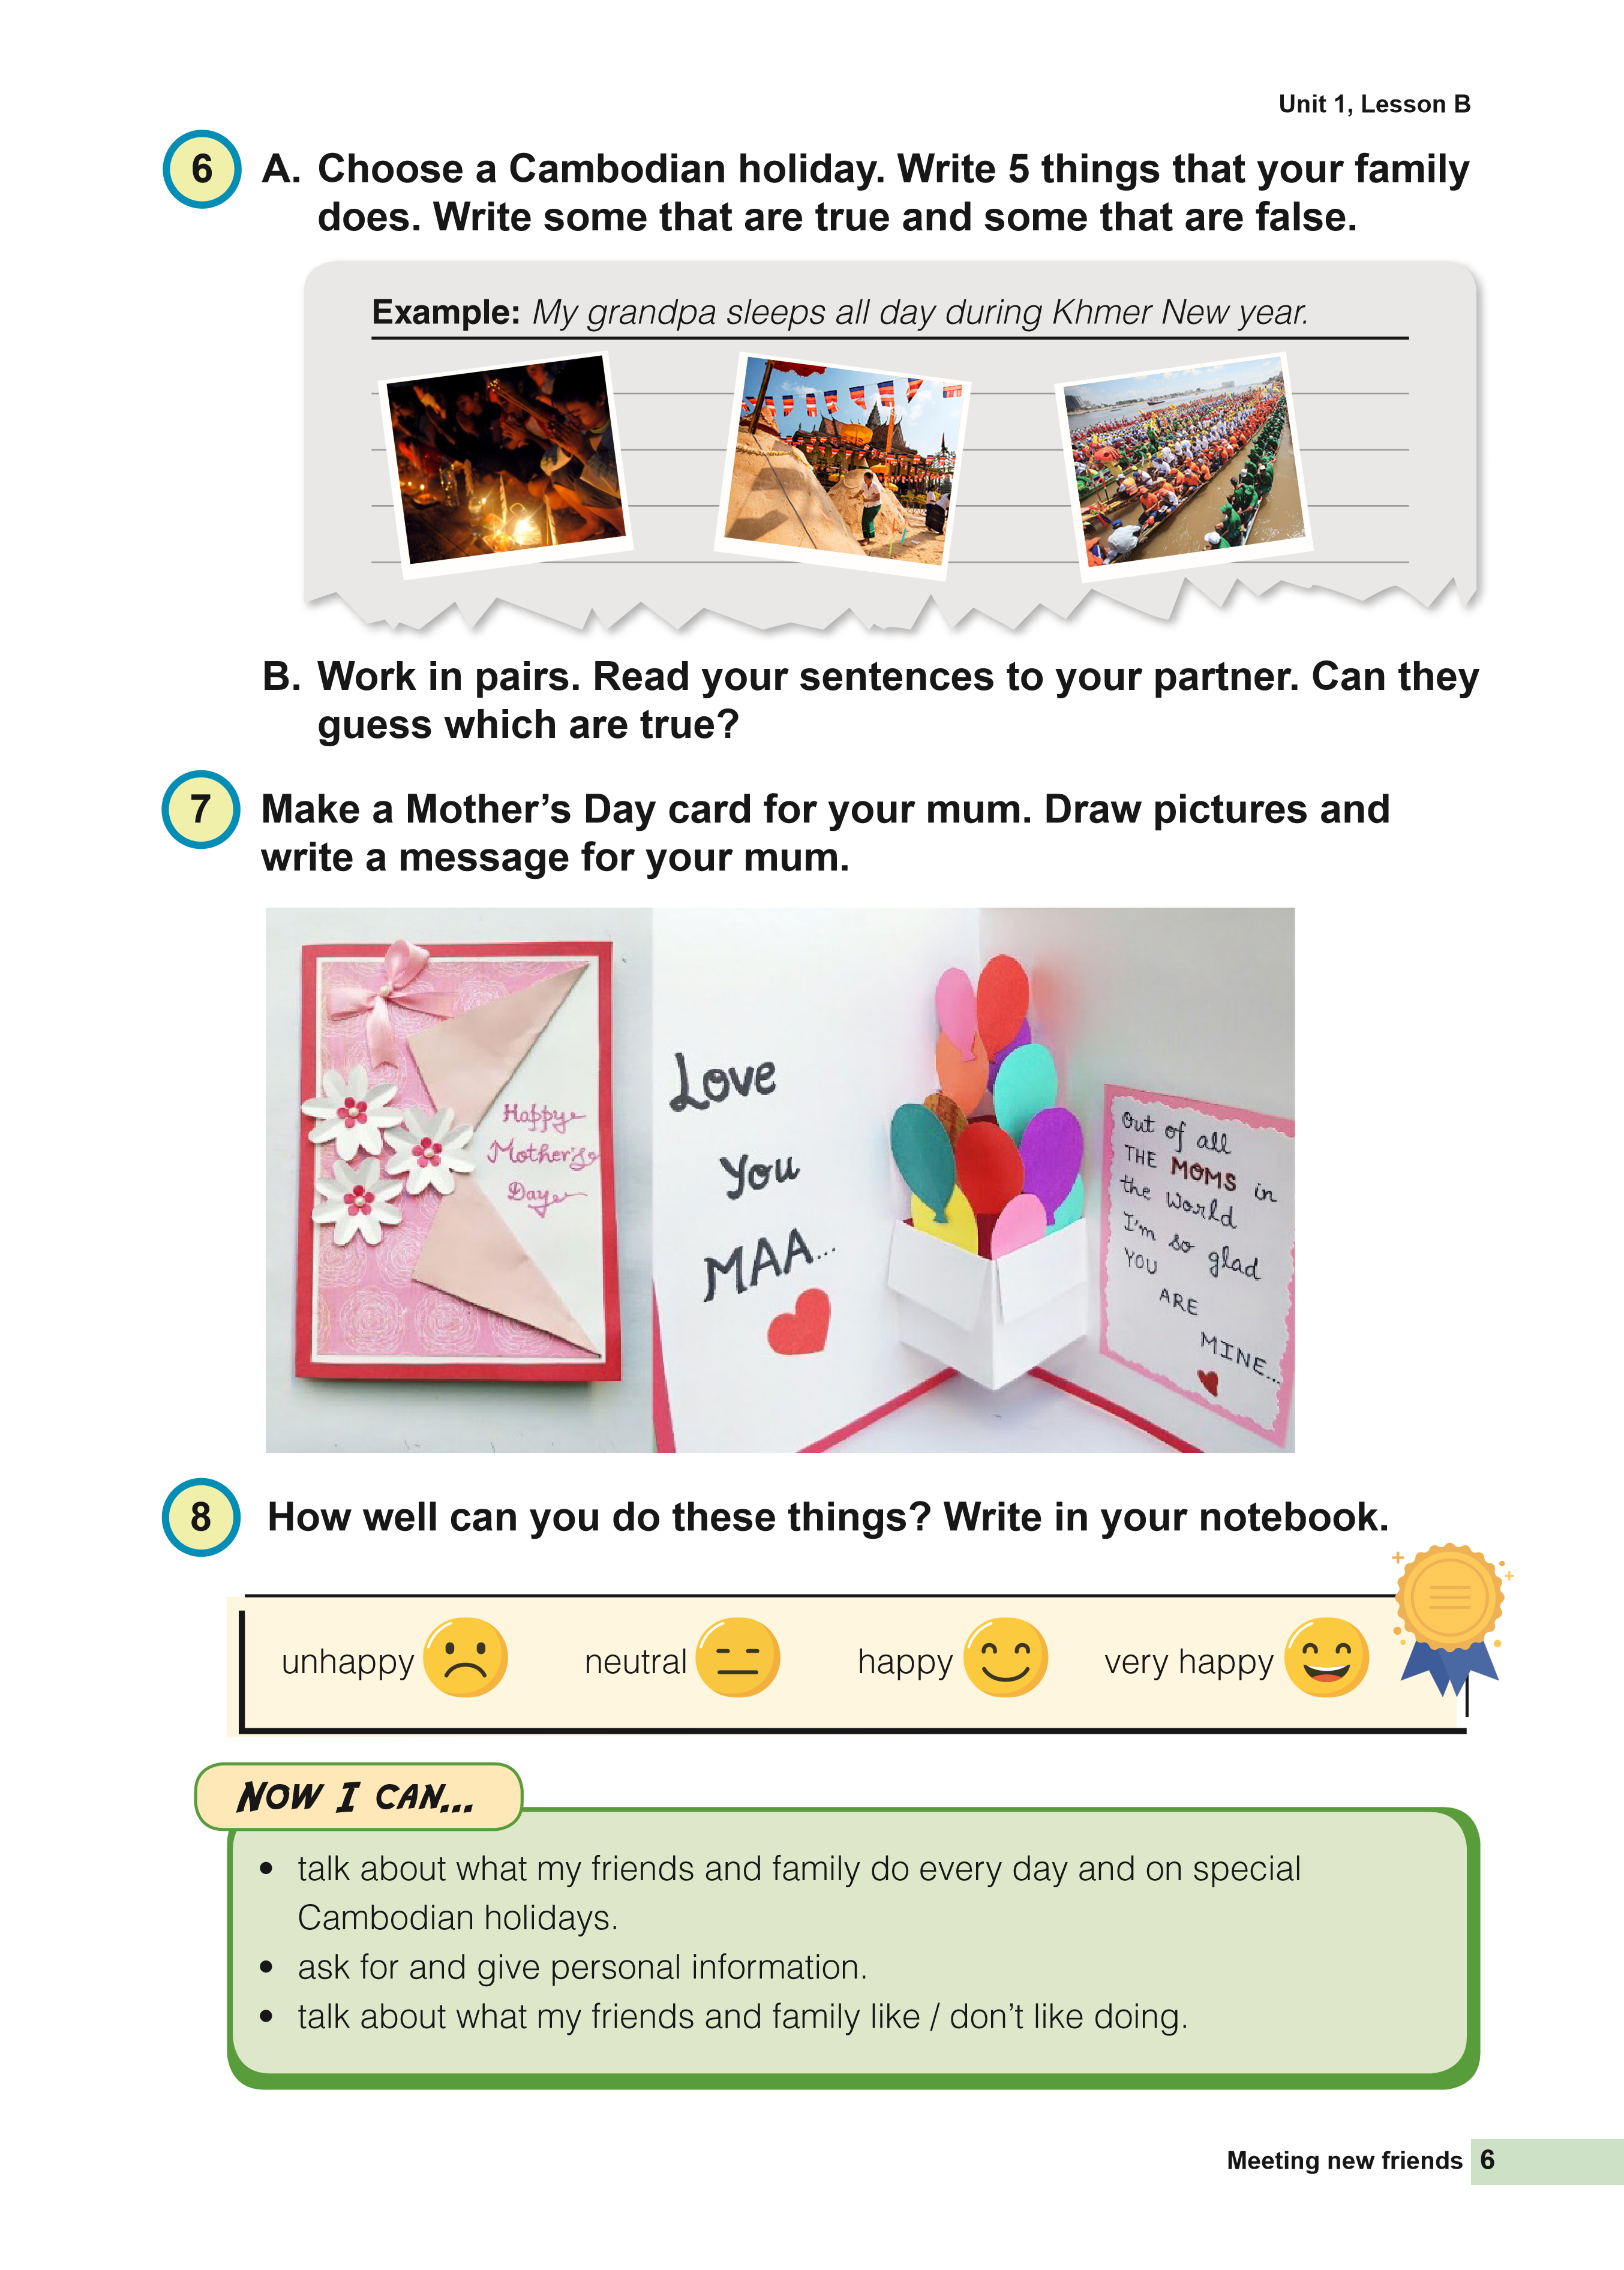 Unit 1, Lesson B
6 A. Choose a Cambodian holiday. Write 5 things that your family
does. Write some that are true and some that are false.
Example: My grandpa sleeps all day during Khmer New year.
B. Work in pairs. Read your sentences to your partner. Can they
guess which are true?
7 Make a Mother's Day card for your mum. Draw pictures and
write a message for your mum.
Happy
Mother's
Day
Love
You
MAA...
Out of all
THE MOMS in
the World
I'm so glad
YOU
ARE
MINE...
8 How well can you do these things? Write in your notebook.
unhappy neutral happy very happy
NOW I CAN...
• talk about what my friends and family do every day and on special
Cambodian holidays.
• ask for and give personal information.
• talk about what my friends and family like / don't like doing.
Meeting new friends 6